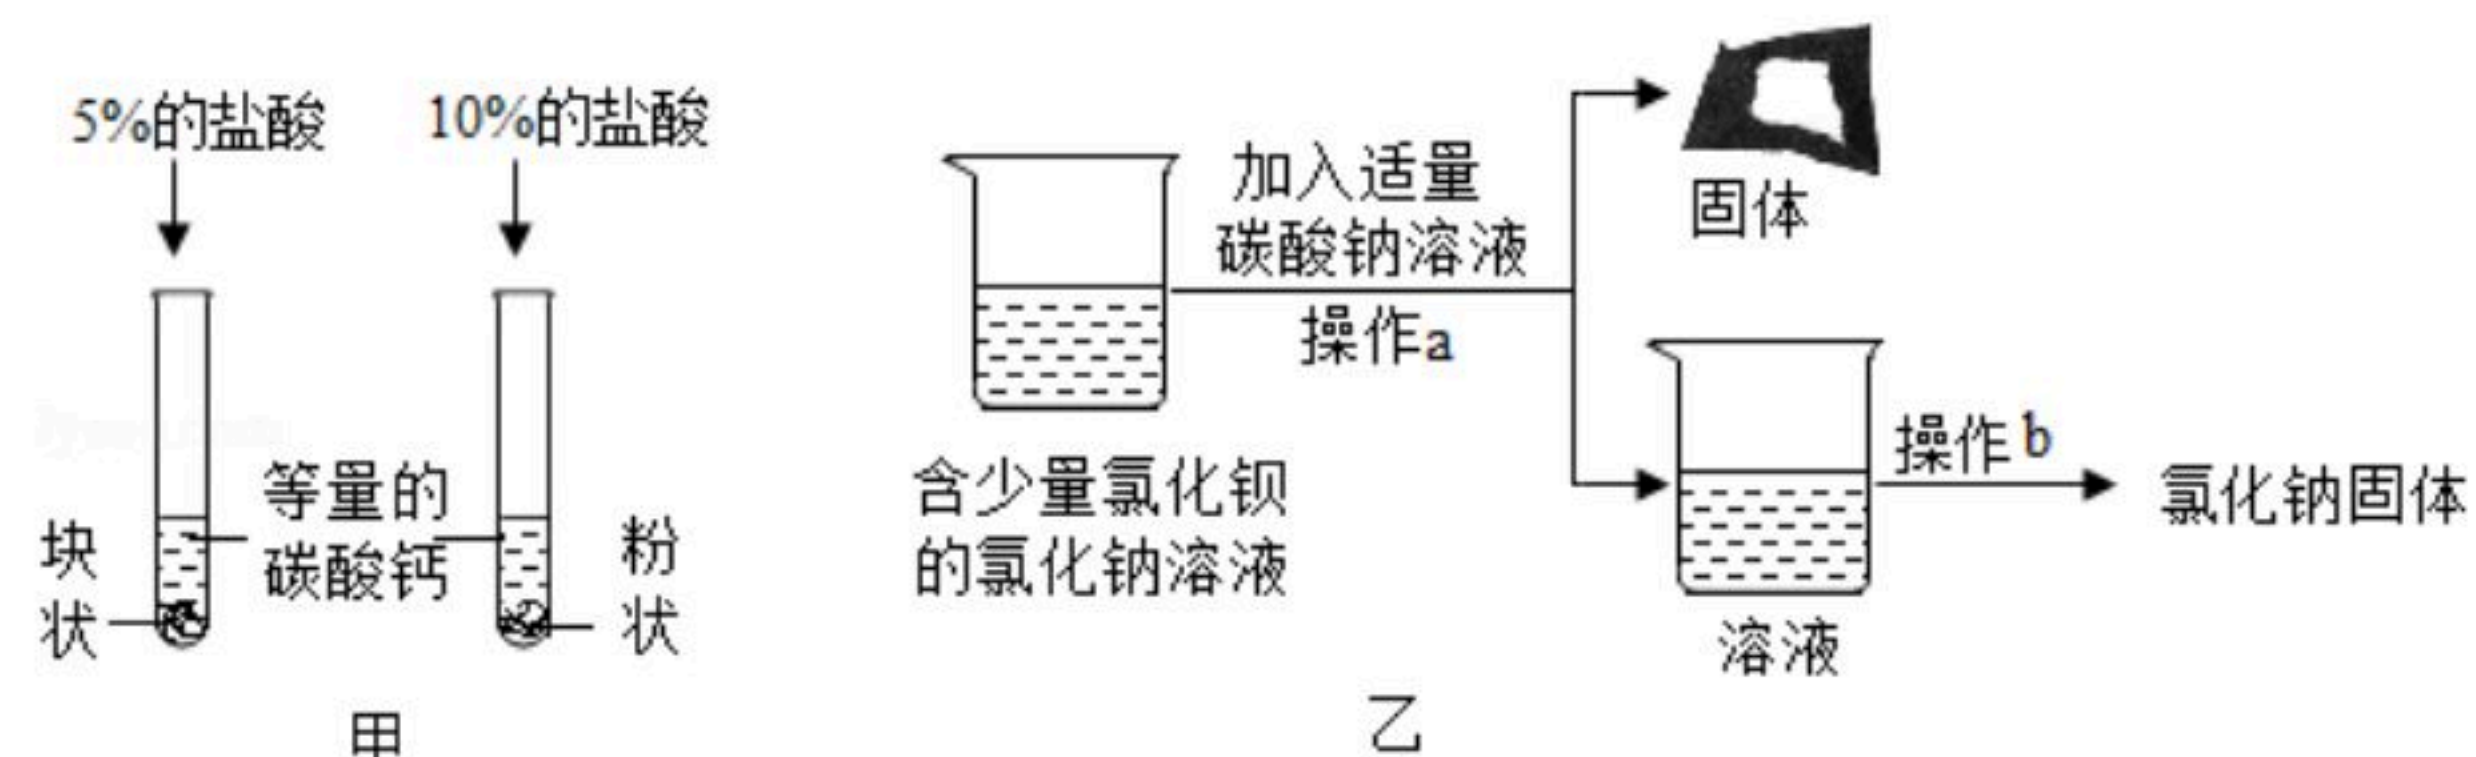 5%的盐酸
10%的盐酸
等量的
碳酸钙
块
状
粉
状
甲
加入适量
碳酸钠溶液
操作a
固体
含少量氯化钡
的氯化钠溶液
操作b
氯化钠固体
溶液
乙